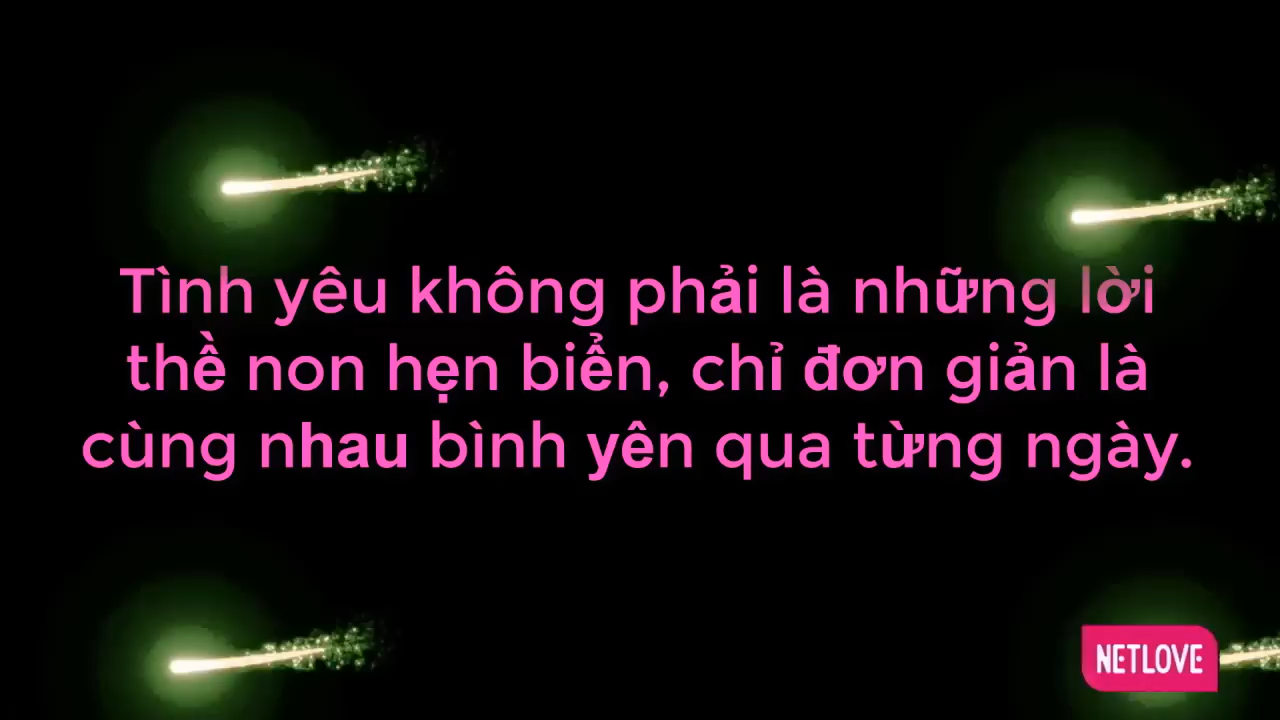 Tình yêu không phải là những lời
thề non hẹn biển, chỉ đơn giản là
cùng nhau bình yên qua từng ngày.
NETLOVE